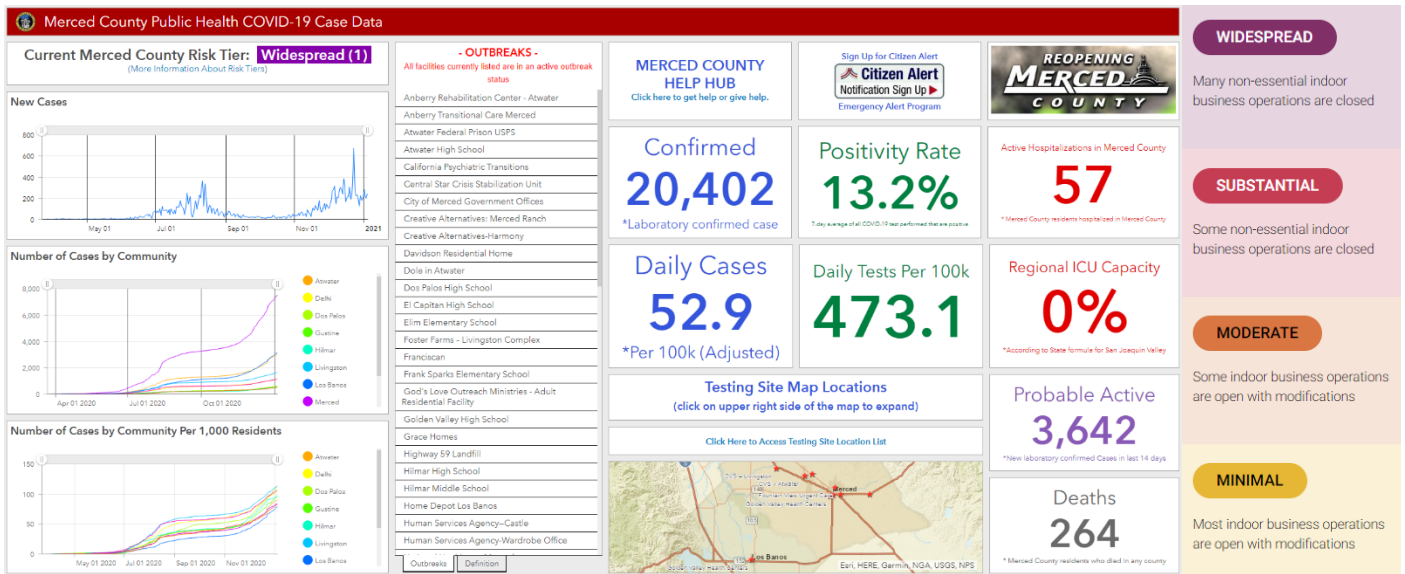 Merced County Public Health COVID-19 Case Data
Current Merced County Risk Tier: Widespread (1)
(More Information About Risk Tiers)
New Cases
800
600
400
200
0
May 01
Jul 01
Sep 01
Nov 01
2021
Number of Cases by Community
8,000
6,000
4,000
2,000
0
Apr 01 2020
Jul 01 2020
Oct 01 2020
Atwater
Delhi
Dos Palos
Gustine
Hilmar
Livingston
Los Banos
Merced
Number of Cases by Community Per 1,000 Residents
150
100
50
0
May 01 2020
Jul 01 2020
Sep 01 2020
Nov 01 2020
Atwater
Delhi
Dos Palos
Gustine
Hilmar
Livingston
Los Banos
- OUTBREAKS -
All facilities currently listed are in an active outbreak
status
Anberry Rehabilitation Center - Atwater
Anberry Transitional Care Merced
Atwater Federal Prison USPS
Atwater High School
California Psychiatric Transitions
Central Star Crisis Stabilization Unit
City of Merced Government Offices
Creative Alternatives: Merced Ranch
Creative Alternatives-Harmony
Davidson Residential Home
Dole in Atwater
Dos Palos High School
El Capitan High School
Elim Elementary School
Foster Farms - Livingston Complex
Franciscan
Frank Sparks Elementary School
God's Love Outreach Ministries - Adult
Residential Facility
Golden Valley High School
Grace Homes
Highway 59 Landfill
Hilmar High School
Hilmar Middle School
Home Depot Los Banos
Human Services Agency--Castle
Human Services Agency-Wardrobe Office
Outbreaks
Definition
MERCED COUNTY
HELP HUB
Click here to get help or give help.
Sign Up for Citizen Alert
Citizen Alert
Notification Sign Up
Emergency Alert Program
REOPENING
MERCED
COUNTY
Confirmed
20,402
*Laboratory confirmed case
Positivity Rate
13.2%
7-day average of all COVID-19 test performed that are positive
Active Hospitalizations in Merced County
57
* Merced County residents hospitalized in Merced County
Daily Cases
52.9
*Per 100k (Adjusted)
Daily Tests Per 100k
473.1
Regional ICU Capacity
0%
*According to State formula for San Joaquin Valley
Testing Site Map Locations
(click on upper right side of the map to expand)
Click Here to Access Testing Site Location List
Merced
Golden Valley Health Centers
Los Banos
Golden Valley Health Centers
Esri, HERE, Garmin, NGA, USGS, NPS
Probable Active
3,642
*New laboratory confirmed Cases in last 14 days
Deaths
264
* Merced County residents who died in any county
WIDESPREAD
Many non-essential indoor
business operations are closed
SUBSTANTIAL
Some non-essential indoor
business operations are closed
MODERATE
Some indoor business operations
are open with modifications
MINIMAL
Most indoor business operations
are open with modifications